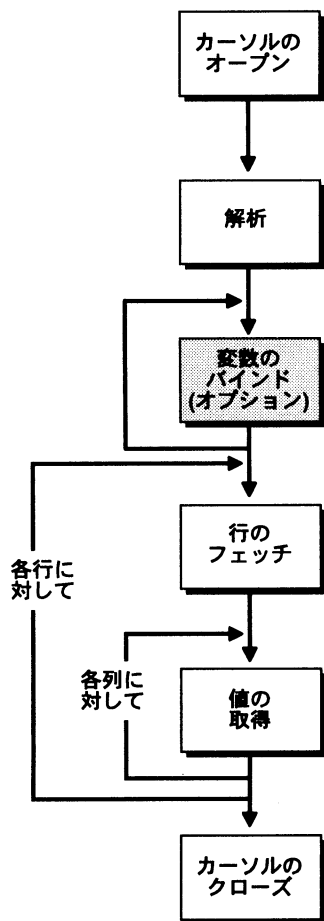 カーソルの
オープン
解析
変数の
バインド
(オプション)
行の
フェッチ
各行に
対して
各列に
対して
値の
取得
カーソルの
クローズ